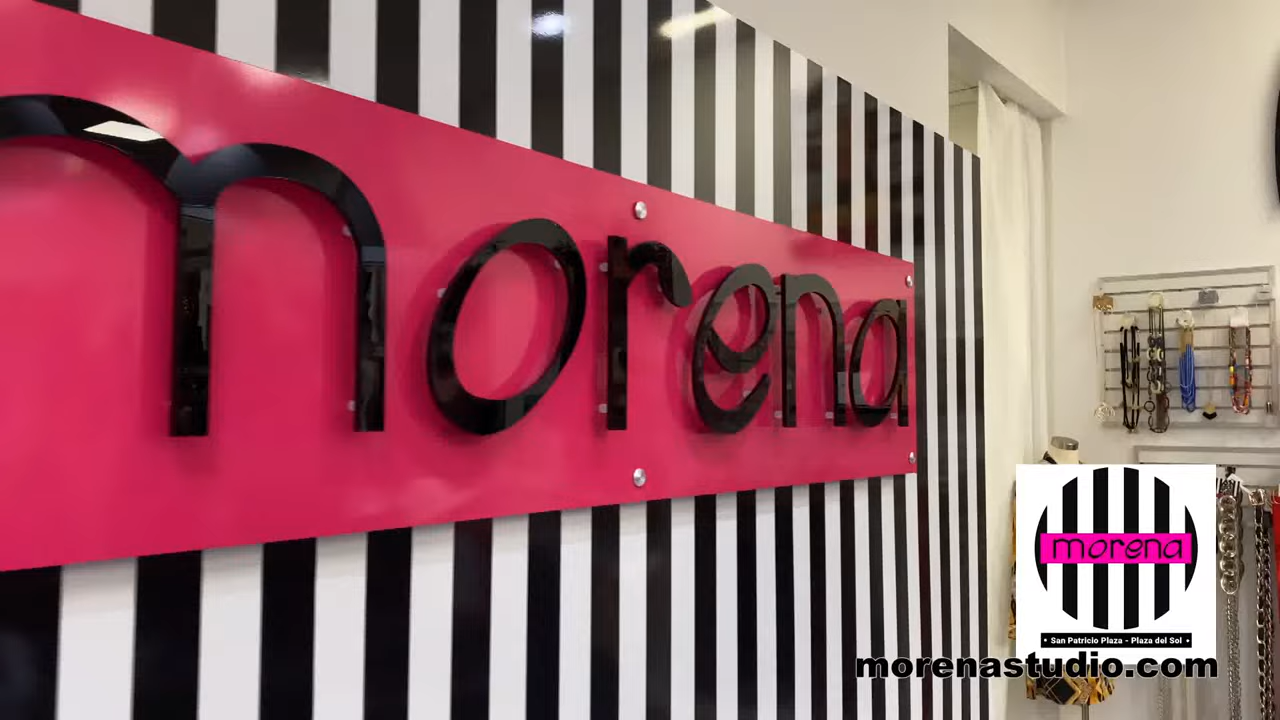 morena
morena
• San Patricio Plaza - Plaza del Sol •
morenastudio.com